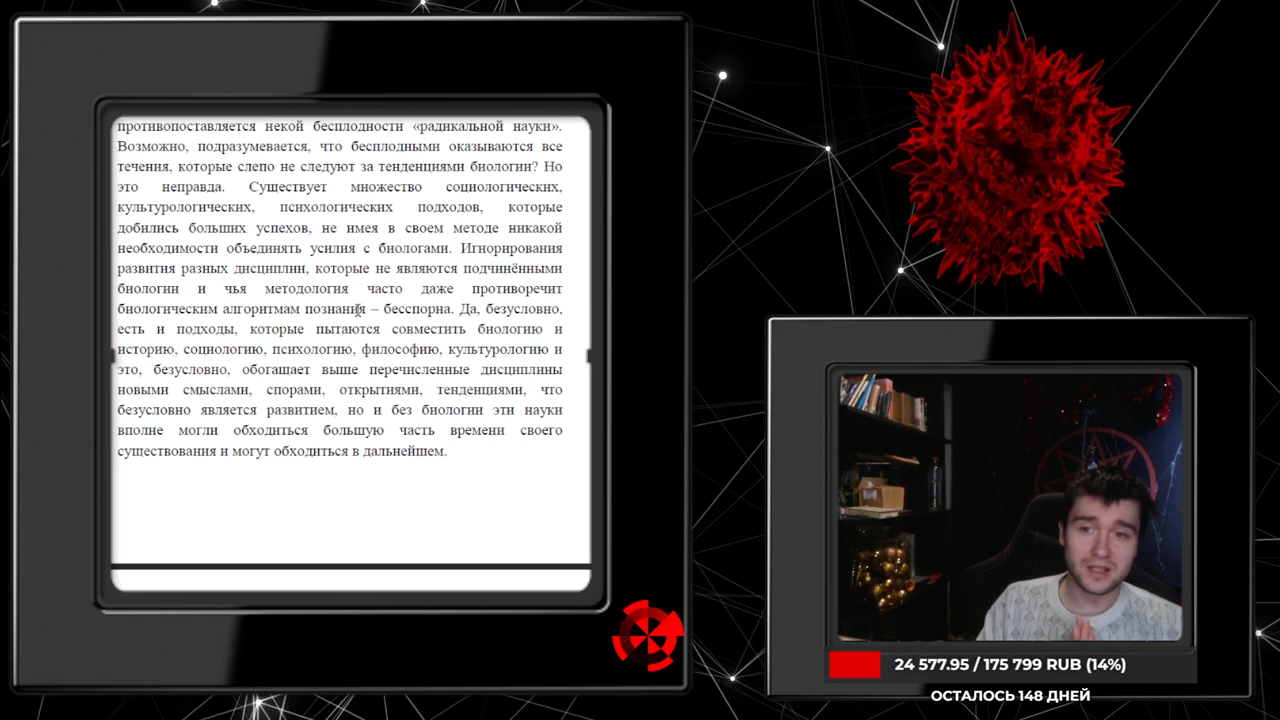 противопоставляется некой бесплодности «радикальной науки».
Возможно, подразумевается, что бесплодными оказываются все
течения, которые слепо не следуют за тенденциями биологии? Но
это неправда. Существует множество социологических,
культурологических, психологических подходов, которые
добились больших успехов, не имея в своем методе никакой
необходимости объединять усилия с биологами. Игнорирования
развития разных дисциплин, которые не являются подчинёнными
биологии и чья методология часто даже противоречит
биологическим алгоритмам познания – бесспорна. Да, безусловно,
есть и подходы, которые пытаются совместить биологию и
историю, социологию, психологию, философию, культурологию и
это, безусловно, обогащает выше перечисленные дисциплины
новыми смыслами, спорами, открытиями, тенденциями, что
безусловно является развитием, но и без биологии эти науки
вполне могли обходиться большую часть времени своего
существования и могут обходиться в дальнейшем.
24 577.95 / 175 799 RUB (14%)
ОСТАЛОСЬ 148 ДНЕЙ